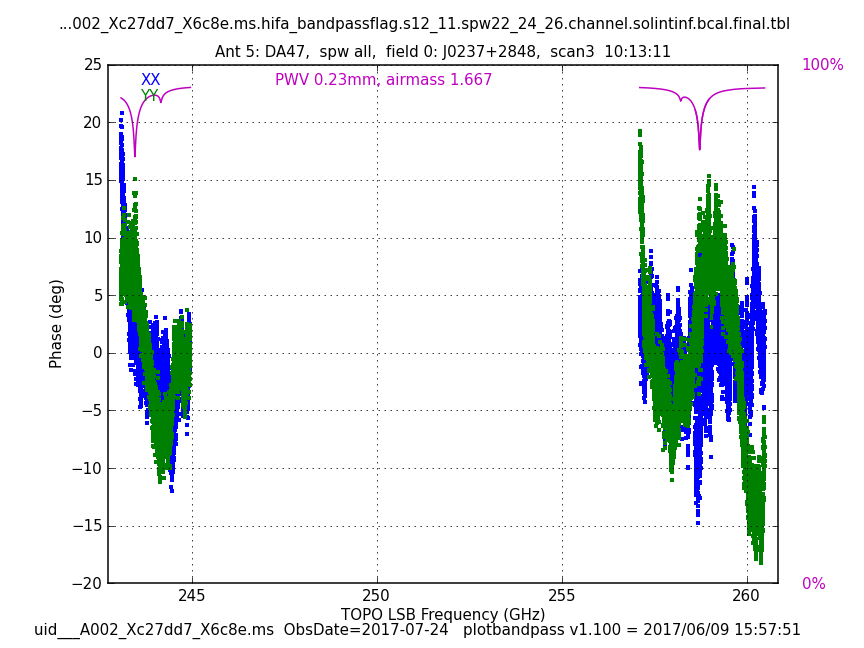 ...002_Xc27dd7_X6c8e.ms.hifa_bandpassflag.s12_11.spw22_24_26.channel.solintinf.bcal.final.tbl
Ant 5: DA47,  spw all,  field 0: J0237+2848,  scan3  10:13:11
25
100%
XX
PWV 0.23mm, airmass 1.667
YY
20
15
10
5
Phase (deg)
0
−5
−10
−15
−20
0%
245
250
255
260
TOPO LSB Frequency (GHz)
uid___A002_Xc27dd7_X6c8e.ms  ObsDate=2017-07-24   plotbandpass v1.100 = 2017/06/09 15:57:51